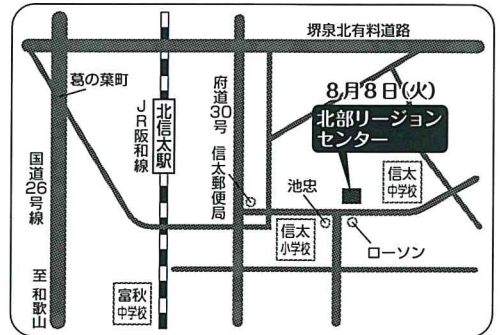 堺泉北有料道路
葛の葉町
JR阪和線
北信太駅
府道30号
信太郵便局
8月8日(火)
北部リージョン
センター
池忠
信太
中学校
国道26号線
至 和歌山
信太
小学校
ローソン
富秋
中学校